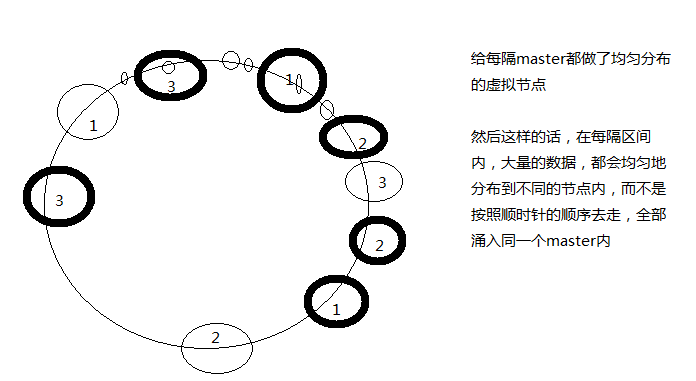 给每隔master都做了均匀分布
的虚拟节点
然后这样的话，在每隔区间
内，大量的数据，都会均匀地
分布到不同的节点内，而不是
按照顺时针的顺序去走，全部
涌入同一个master内
3
1
1
2
3
3
2
1
2